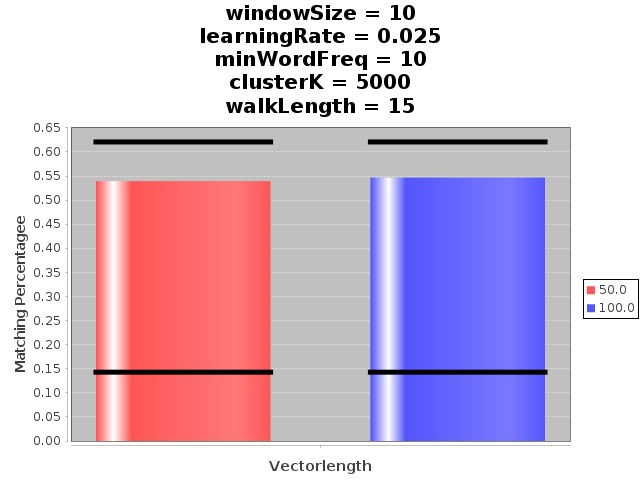 windowSize = 10
learningRate = 0.025
minWordFreq = 10
clusterK = 5000
walkLength = 15
0.65
0.60
0.55
0.50
0.45
0.40
0.35
0.30
0.25
0.20
0.15
0.10
0.05
0.00
Matching Percentagee
Vectorlength
50.0
100.0